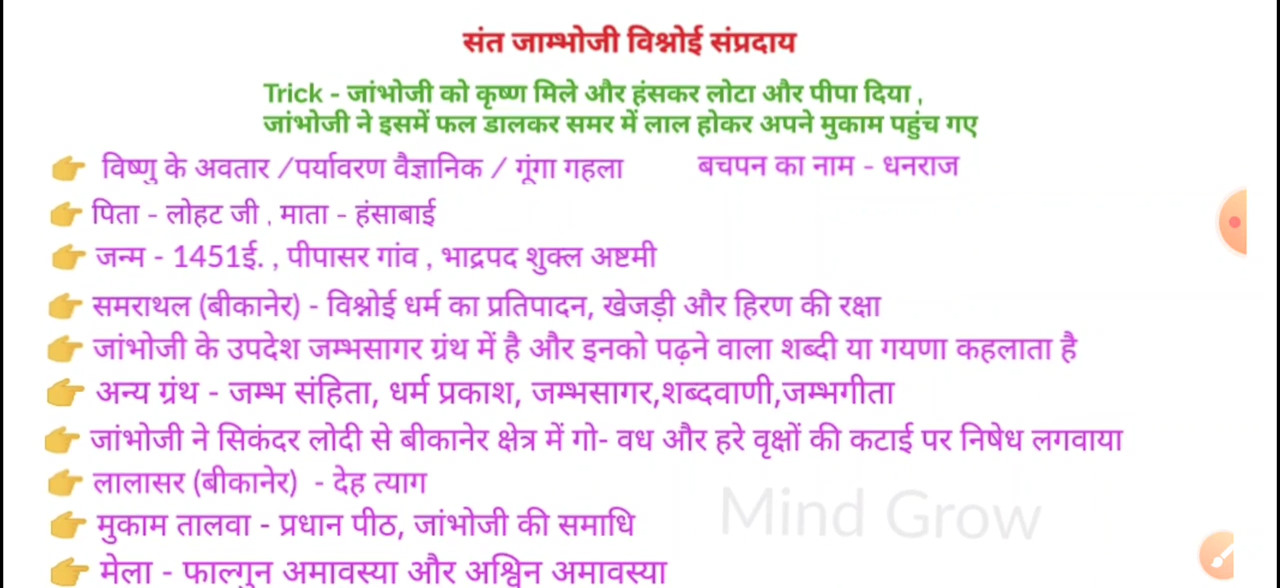 संत जाम्भोजी विश्नोई संप्रदाय
Trick - जांभोजी को कृष्ण मिले और हंसकर लोटा और पीपा दिया ,
जांभोजी ने इसमें फल डालकर समर में लाल होकर अपने मुकाम पहुंच गए
👉 विष्णु के अवतार /पर्यावरण वैज्ञानिक / गूंगा गहला बचपन का नाम - धनराज
👉 पिता - लोहट जी , माता - हंसाबाई
👉 जन्म - 1451ई. , पीपासर गांव , भाद्रपद शुक्ल अष्टमी
👉 समराथल (बीकानेर) - विश्नोई धर्म का प्रतिपादन, खेजड़ी और हिरण की रक्षा
👉 जांभोजी के उपदेश जम्भसागर ग्रंथ में है और इनको पढ़ने वाला शब्दी या गयणा कहलाता है
👉 अन्य ग्रंथ - जम्भ संहिता, धर्म प्रकाश, जम्भसागर,शब्दवाणी,जम्भगीता
👉 जांभोजी ने सिकंदर लोदी से बीकानेर क्षेत्र में गो- वध और हरे वृक्षों की कटाई पर निषेध लगवाया
👉 लालासर (बीकानेर) - देह त्याग
👉 मुकाम तालवा - प्रधान पीठ, जांभोजी की समाधि
Mind Grow
👉 मेला - फाल्गुन अमावस्या और अश्विन अमावस्या